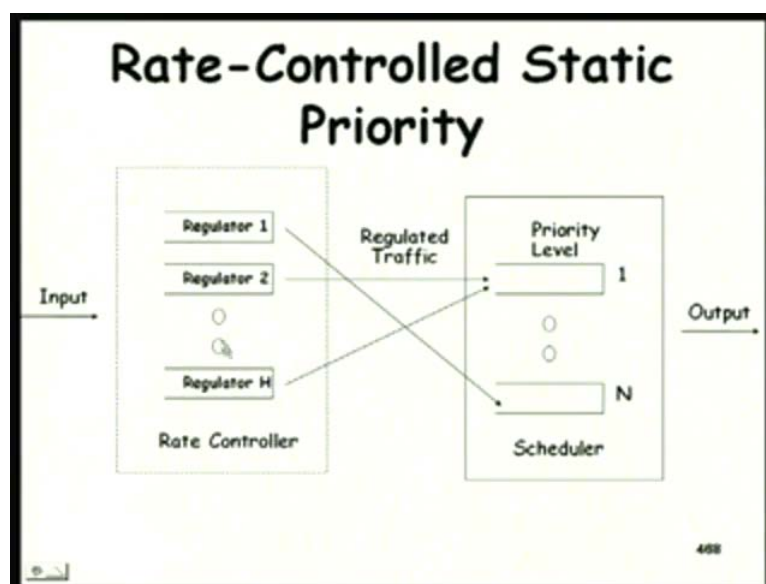 Rate-Controlled Static
Priority
Input
Regulator 1
Regulator 2
Regulator H
Rate Controller
Regulated
Traffic
Priority
Level
1
N
Scheduler
Output
468